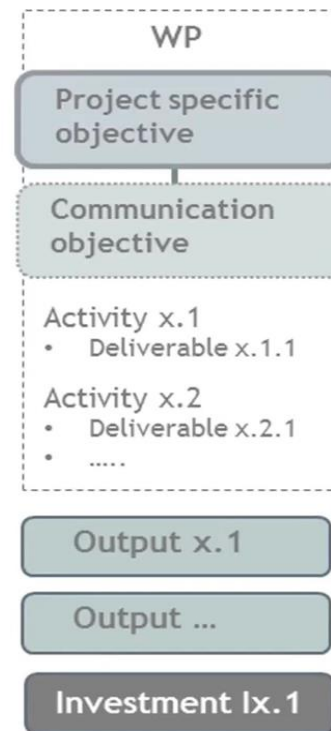 WP
Project specific
objective
Communication
objective
Activity x.1
• Deliverable x.1.1
Activity x.2
• Deliverable x.2.1
• .....
Output x.1
Output ...
Investment Ix.1